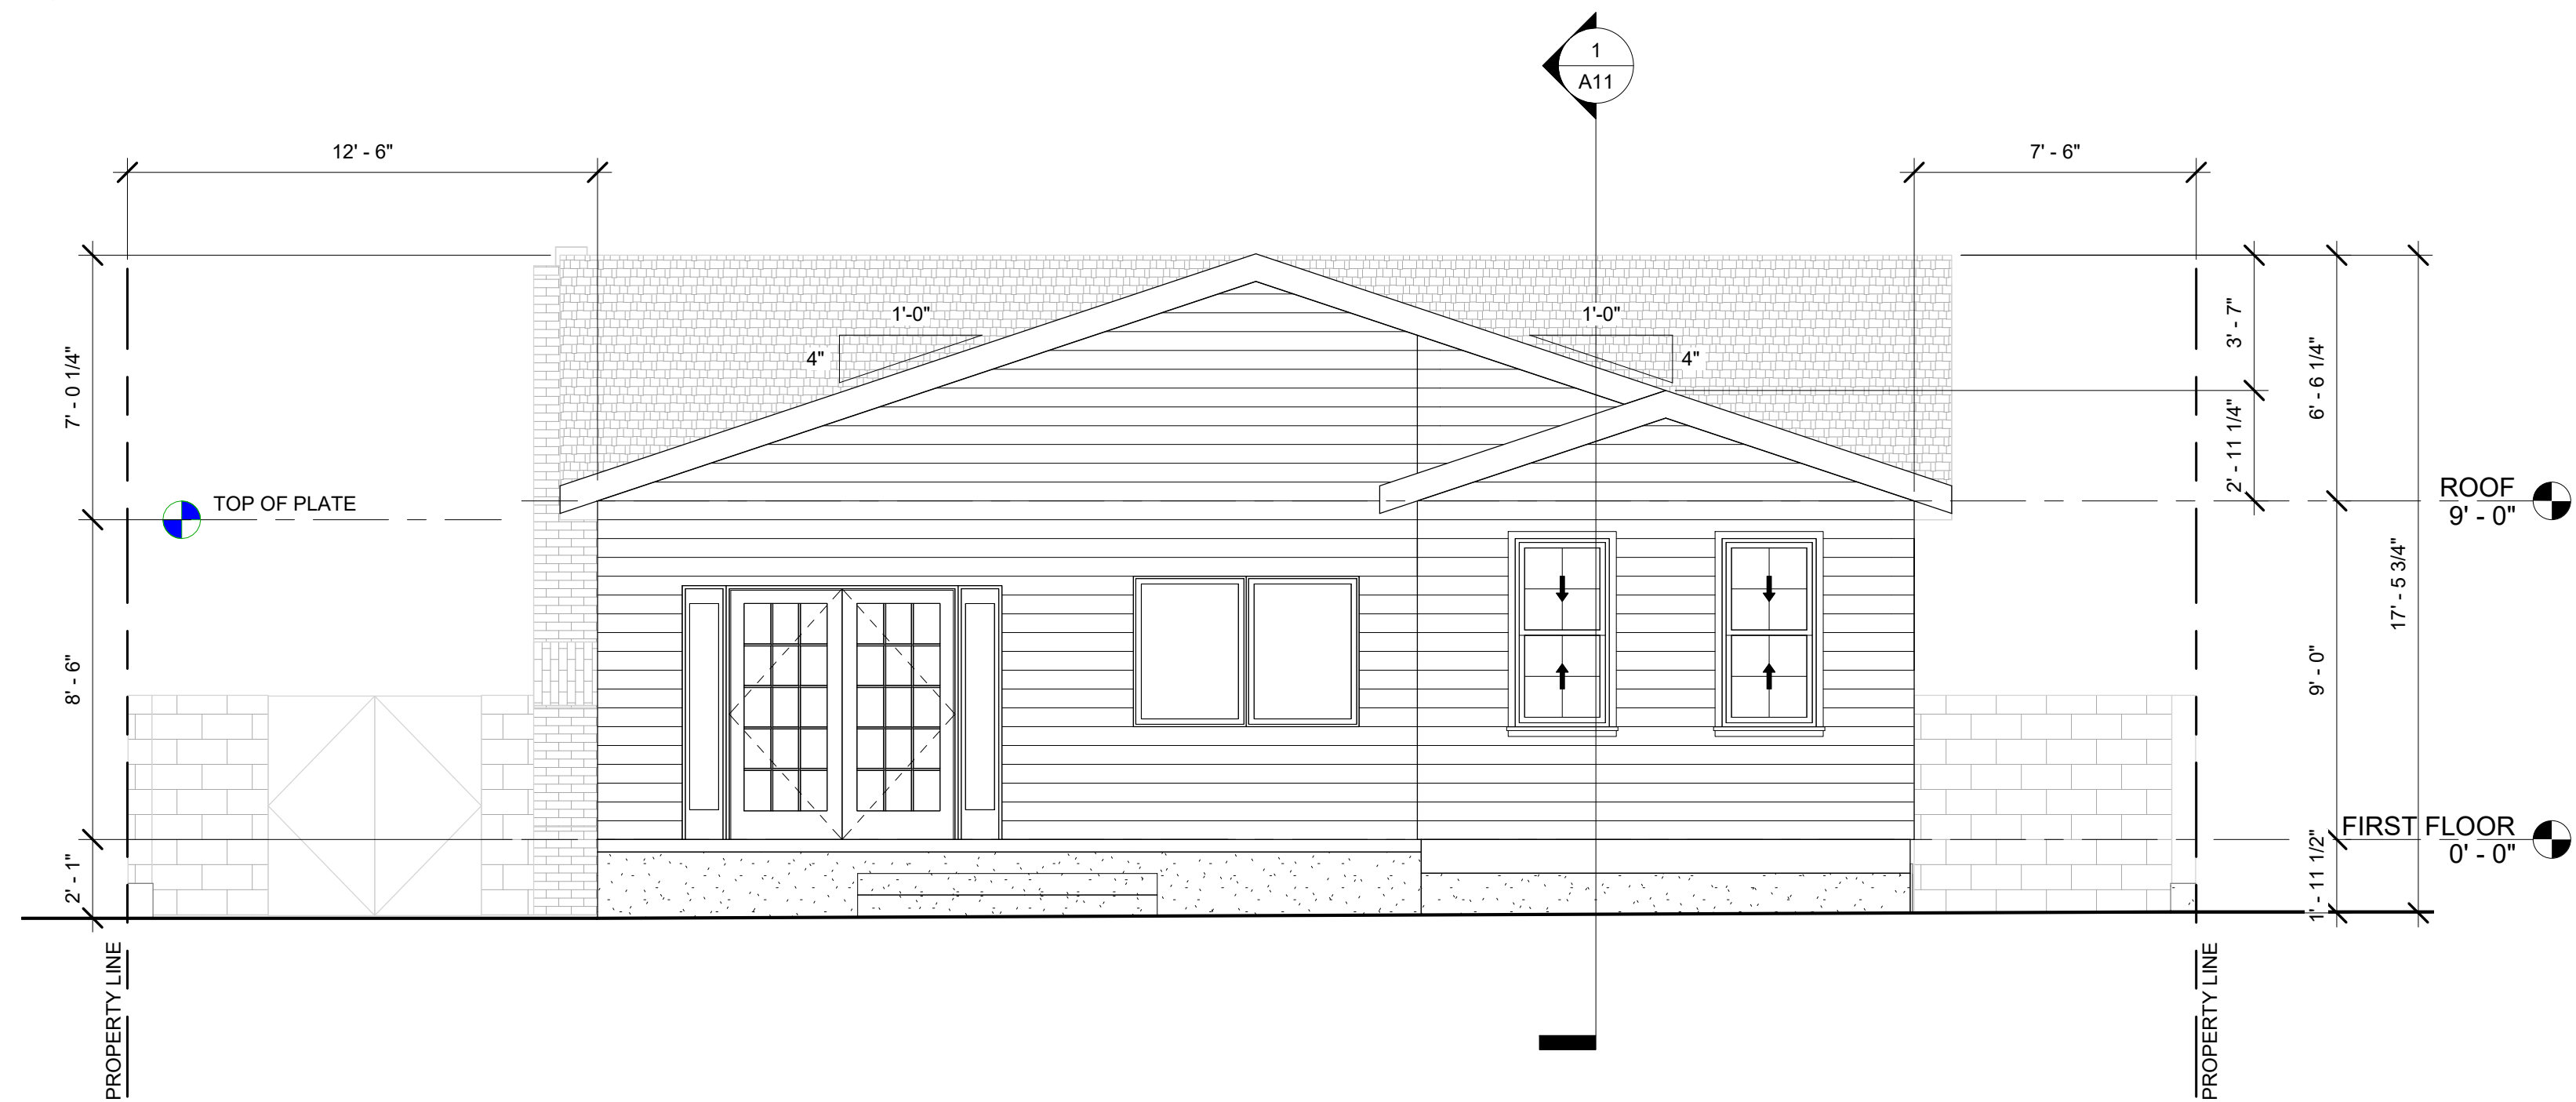 1
A11
12' - 6"
7' - 6"
1'-0"
4"
1'-0"
4"
7' - 0 1/4"
3' - 7"
6' - 6 1/4"
2' - 11 1/4"
TOP OF PLATE
ROOF
9' - 0"
17' - 5 3/4"
8' - 6"
9' - 0"
FIRST FLOOR
0' - 0"
2' - 1"
1' - 11 1/2"
PROPERTY LINE
PROPERTY LINE